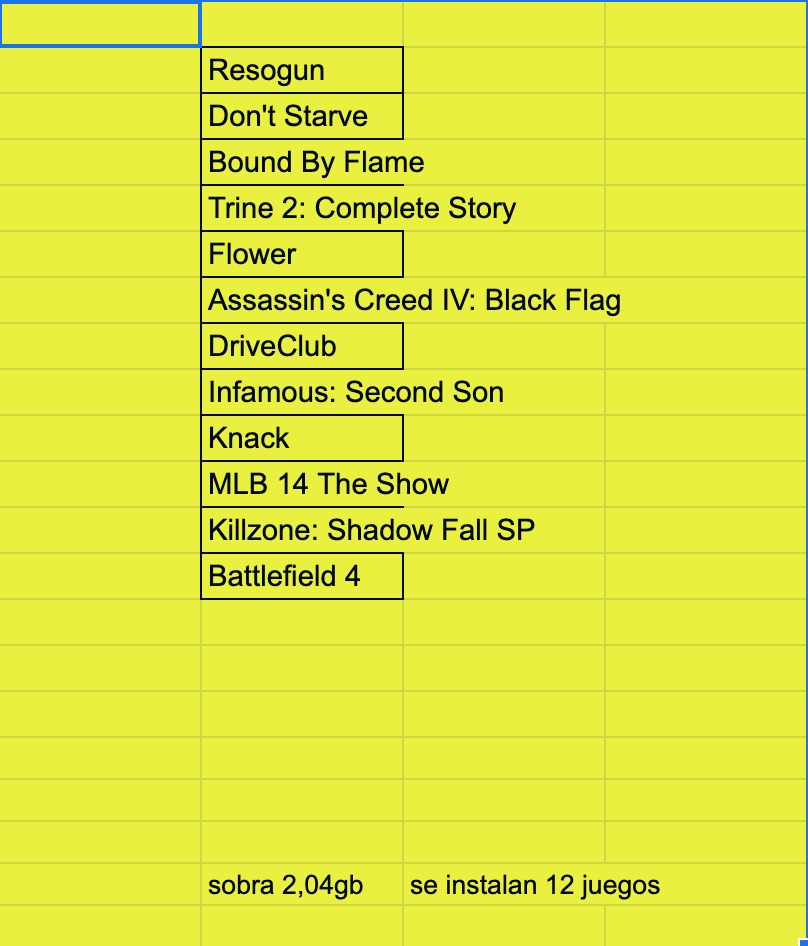 Resogun
Don't Starve
Bound By Flame
Trine 2: Complete Story
Flower
Assassin's Creed IV: Black Flag
DriveClub
Infamous: Second Son
Knack
MLB 14 The Show
Killzone: Shadow Fall SP
Battlefield 4
sobra 2,04gb se instalan 12 juegos